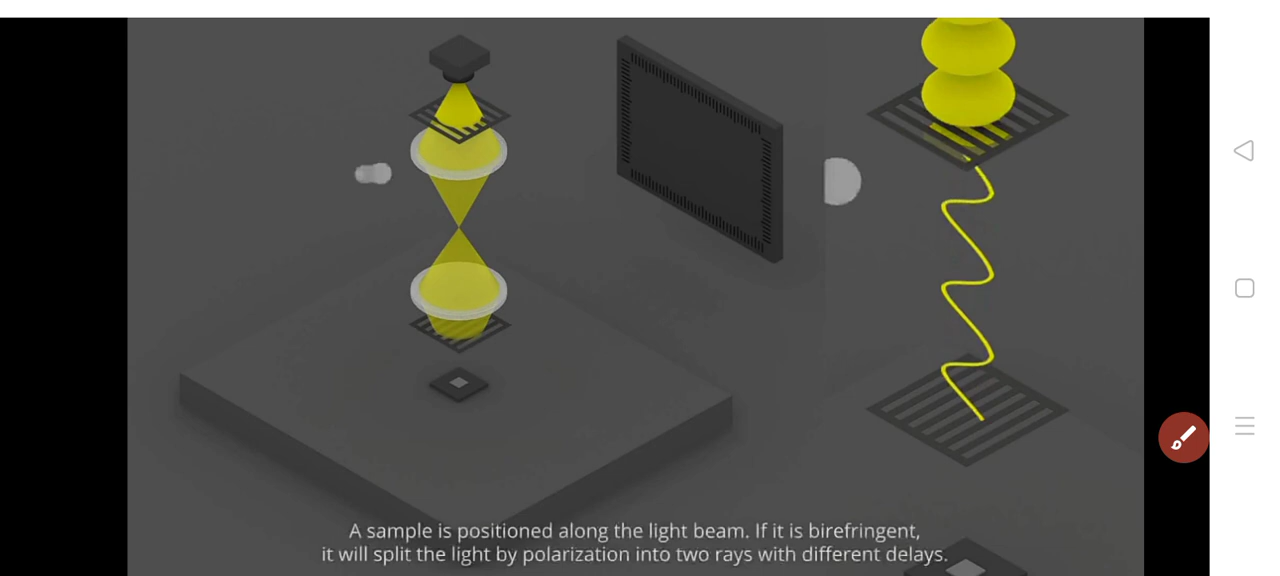 A sample is positioned along the light beam. If it is birefringent,
it will split the light by polarization into two rays with different delays.